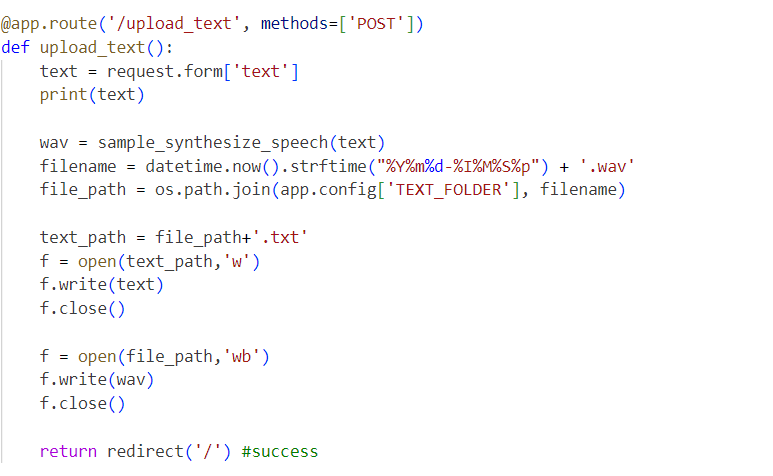 @app.route('/upload_text', methods=['POST'])
def upload_text():
    text = request.form['text']
    print(text)

    wav = sample_synthesize_speech(text)
    filename = datetime.now().strftime("%Y%m%d-%I%M%S%p") + '.wav'
    file_path = os.path.join(app.config['TEXT_FOLDER'], filename)

    text_path = file_path+'.txt'
    f = open(text_path,'w')
    f.write(text)
    f.close()

    f = open(file_path,'wb')
    f.write(wav)
    f.close()

    return redirect('/') #success